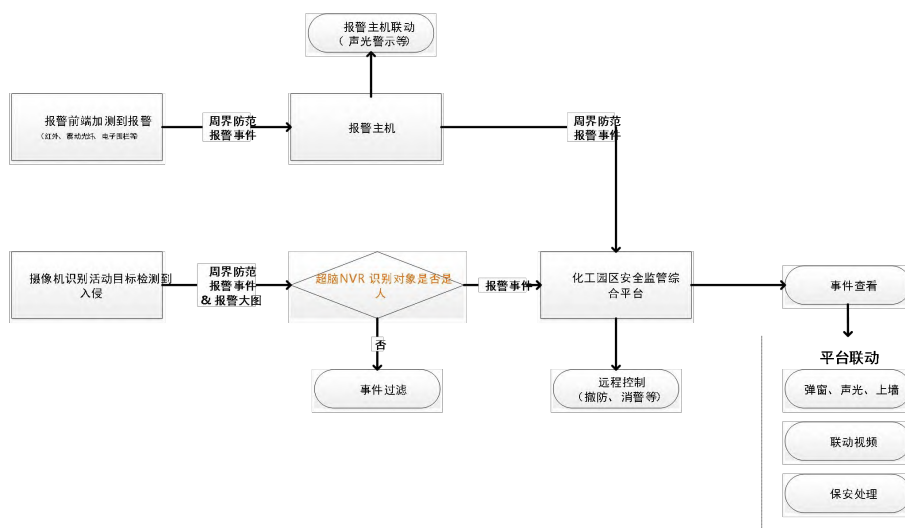 报警主机联动
（声光警示等）
报警前端加测到报警
（红外、震动光纤、电子围栏等）
周界防范
报警事件
报警主机
周界防范
报警事件
摄像机识别活动目标检测到
入侵
周界防范
报警事件
& 报警大图
超脑NVR 识别对象是否是
人
报警事件
化工园区安全监管综
合平台
事件查看
否
事件过滤
远程控制
（撤防、消警等）
平台联动
弹窗、声光、上墙
联动视频
保安处理